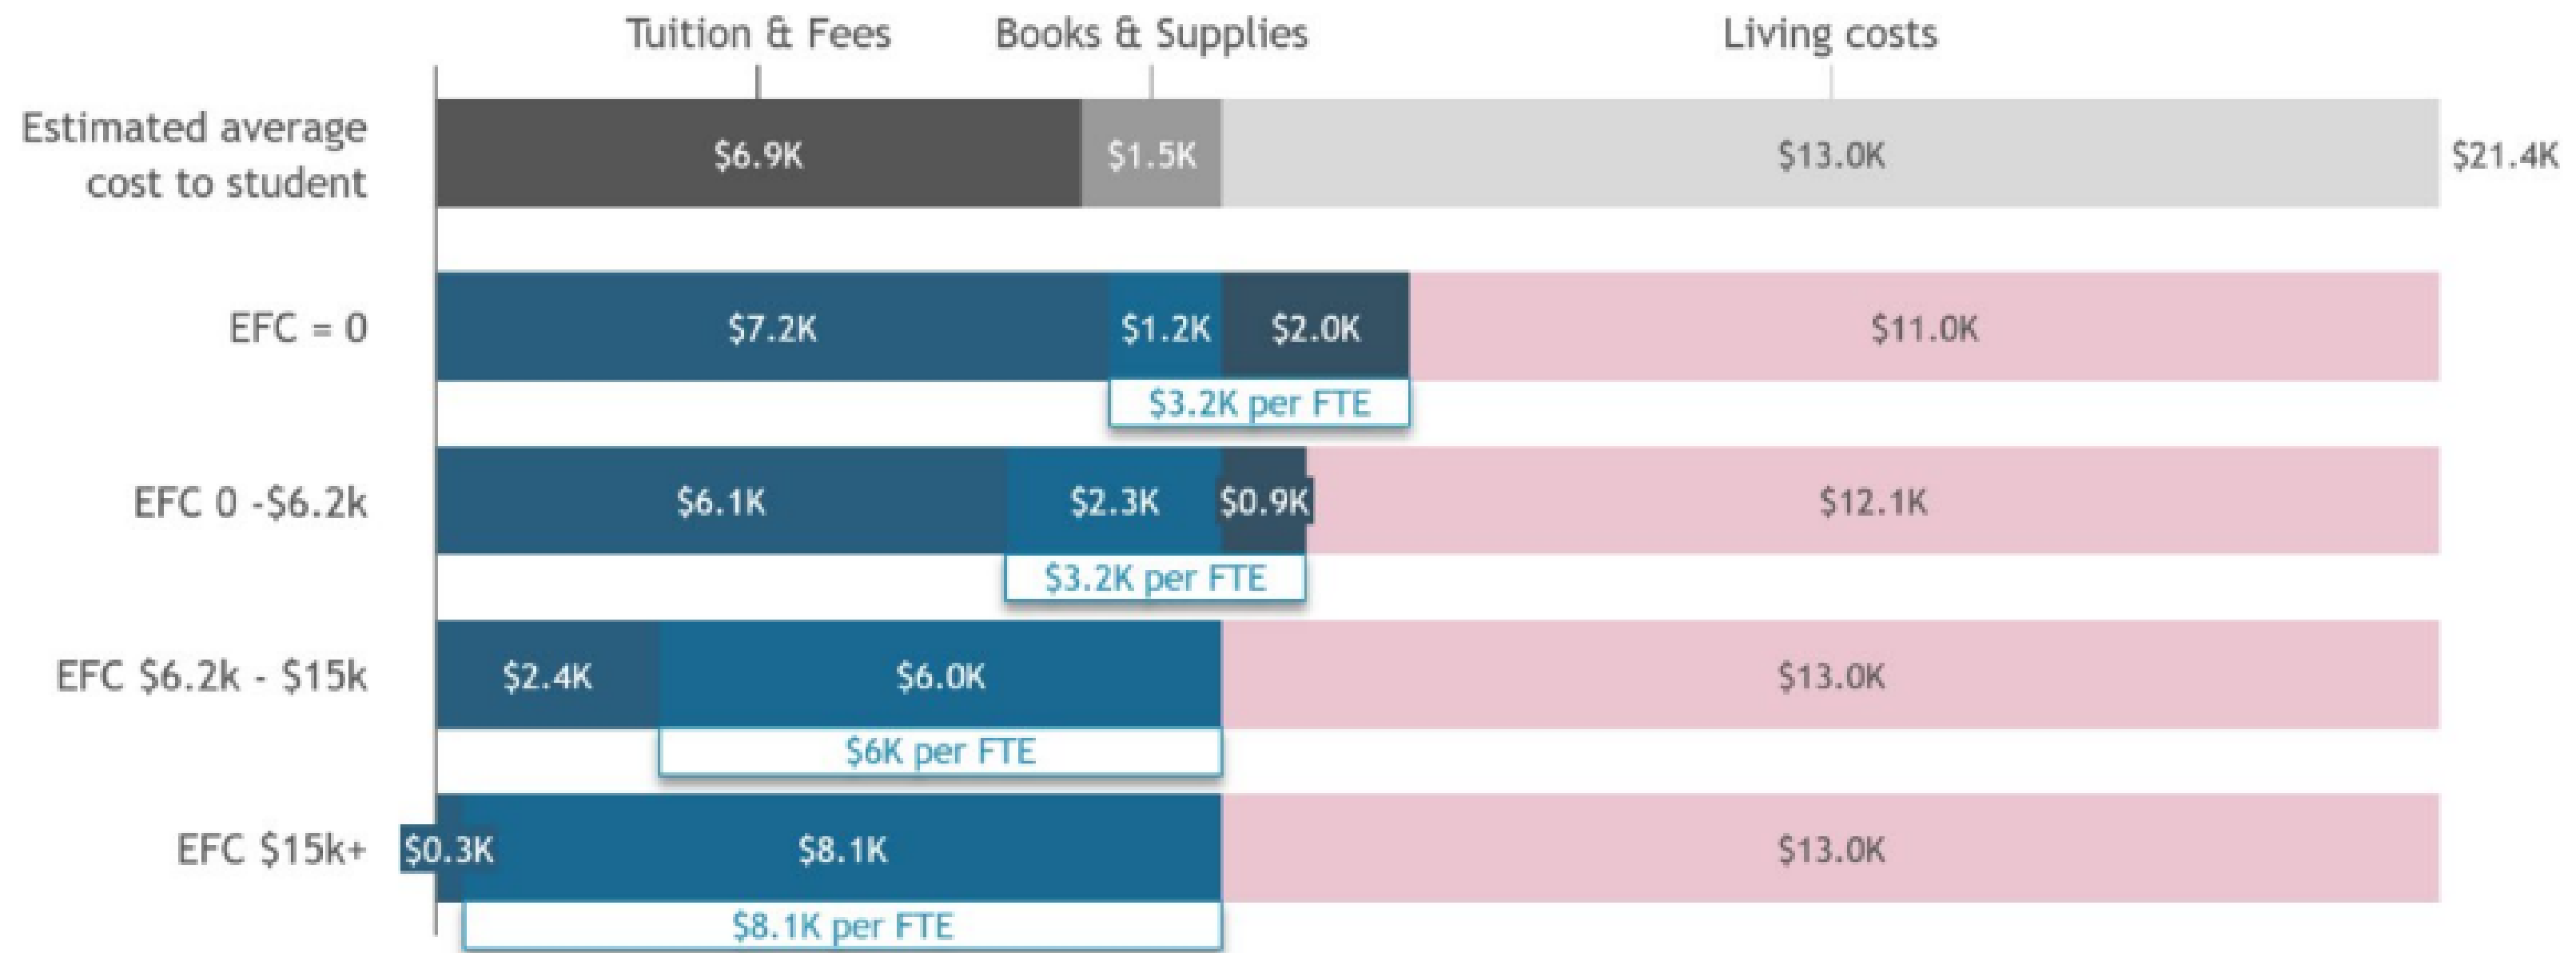 Tuition & Fees Books & Supplies Living costs
Estimated average
cost to student
$6.9K $1.5K $13.0K $21.4K
EFC = 0 $7.2K $1.2K $2.0K $11.0K
$3.2K per FTE
EFC 0 -$6.2k $6.1K $2.3K $0.9K $12.1K
$3.2K per FTE
EFC $6.2k - $15k $2.4K $6.0K $13.0K
$6K per FTE
EFC $15k+ $0.3K $8.1K $13.0K
$8.1K per FTE